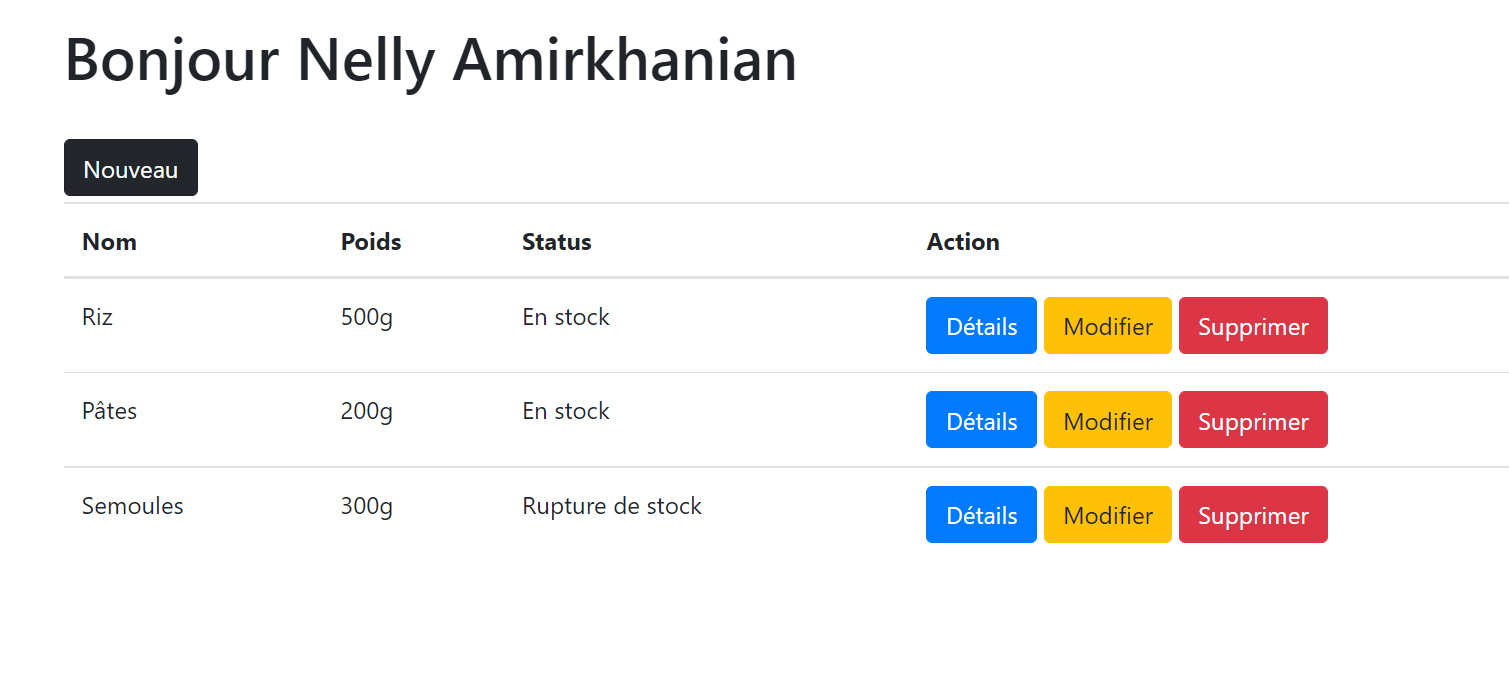 Bonjour Nelly Amirkhanian
Nouveau
Nom Poids Status Action
Riz 500g En stock Détails Modifier Supprimer
Pâtes 200g En stock Détails Modifier Supprimer
Semoules 300g Rupture de stock Détails Modifier Supprimer